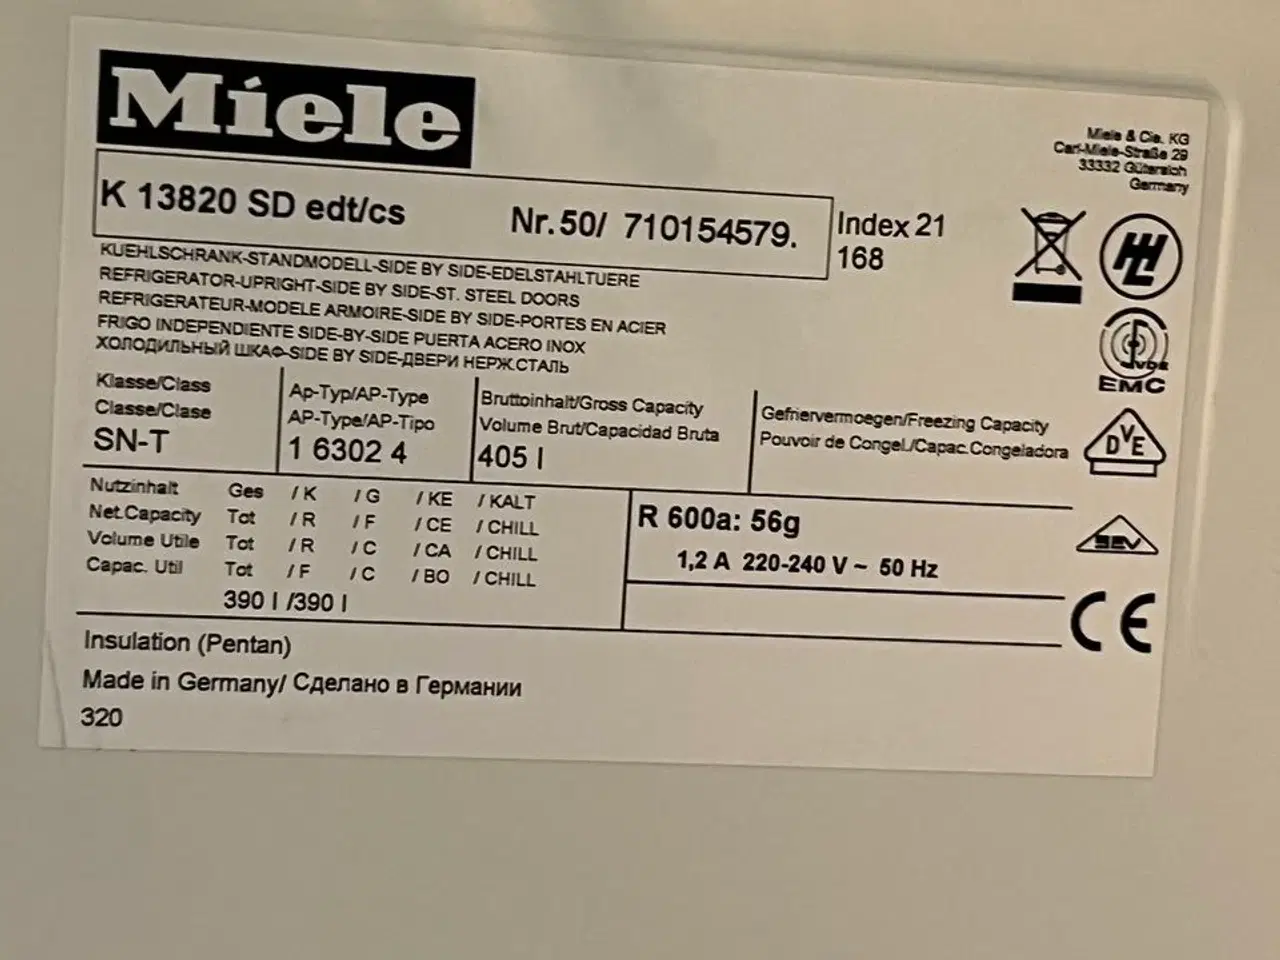 Miele
Miele & Cie. KG
Carl-Miele-Straße 29
33332 Gütersloh
Germany
K 13820 SD edt/cs Nr.50/ 710154579.
Index 21
168
KUEHLSCHRANK-STANDMODELL-SIDE BY SIDE-EDELSTAHLTUERE
REFRIGERATOR-UPRIGHT-SIDE BY SIDE-ST. STEEL DOORS
REFRIGERATEUR-MODELE ARMOIRE-SIDE BY SIDE-PORTES EN ACIER
FRIGO INDEPENDIENTE SIDE-BY-SIDE PUERTA ACERO INOX
ХОЛОДИЛЬНЫЙ ШКАФ-SIDE BY SIDE-ДВЕРИ НЕРЖ.СТАЛЬ
Klasse/Class
Classe/Clase
SN-T
Ap-Typ/AP-Type
AP-Type/AP-Tipo
1 6302 4
Bruttoinhalt/Gross Capacity
Volume Brut/Capacidad Bruta
405 l
Gefriervermoegen/Freezing Capacity
Pouvoir de Congel./Capac.Congeladora
Nutzinhalt Ges / K / G / KE / KALT
Net.Capacity Tot / R / F / CE / CHILL
Volume Utile Tot / R / C / CA / CHILL
Capac. Util Tot / F / C / BO / CHILL
390 l /390 l
R 600a: 56g
1,2 A 220-240 V ~ 50 Hz
VDE
EMC
DVE
SEV
CE
Insulation (Pentan)
Made in Germany/ Сделано в Германии
320